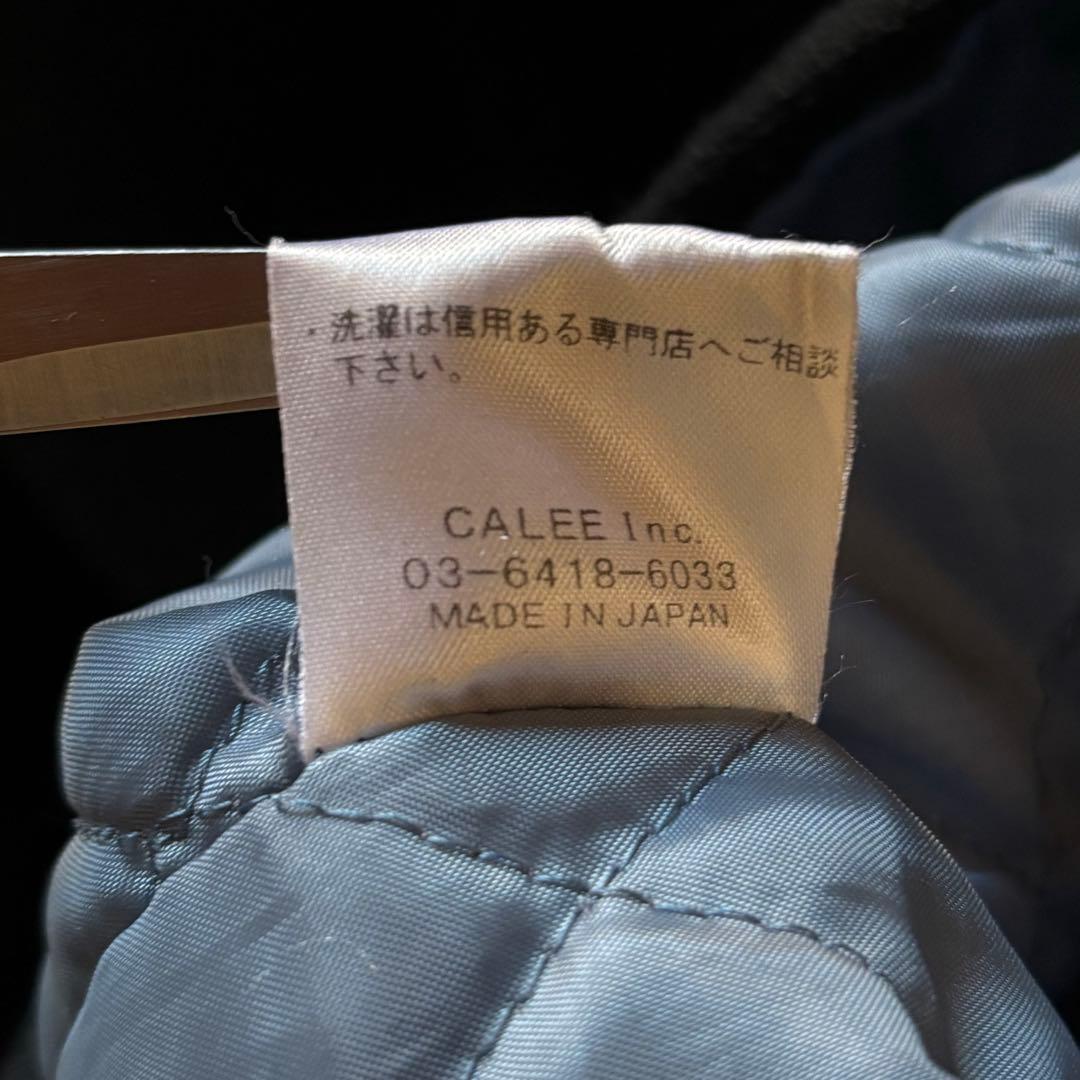 ・洗濯は信用ある専門店へご相談
下さい。
CALEE Inc.
03-6418-6033
MADE IN JAPAN